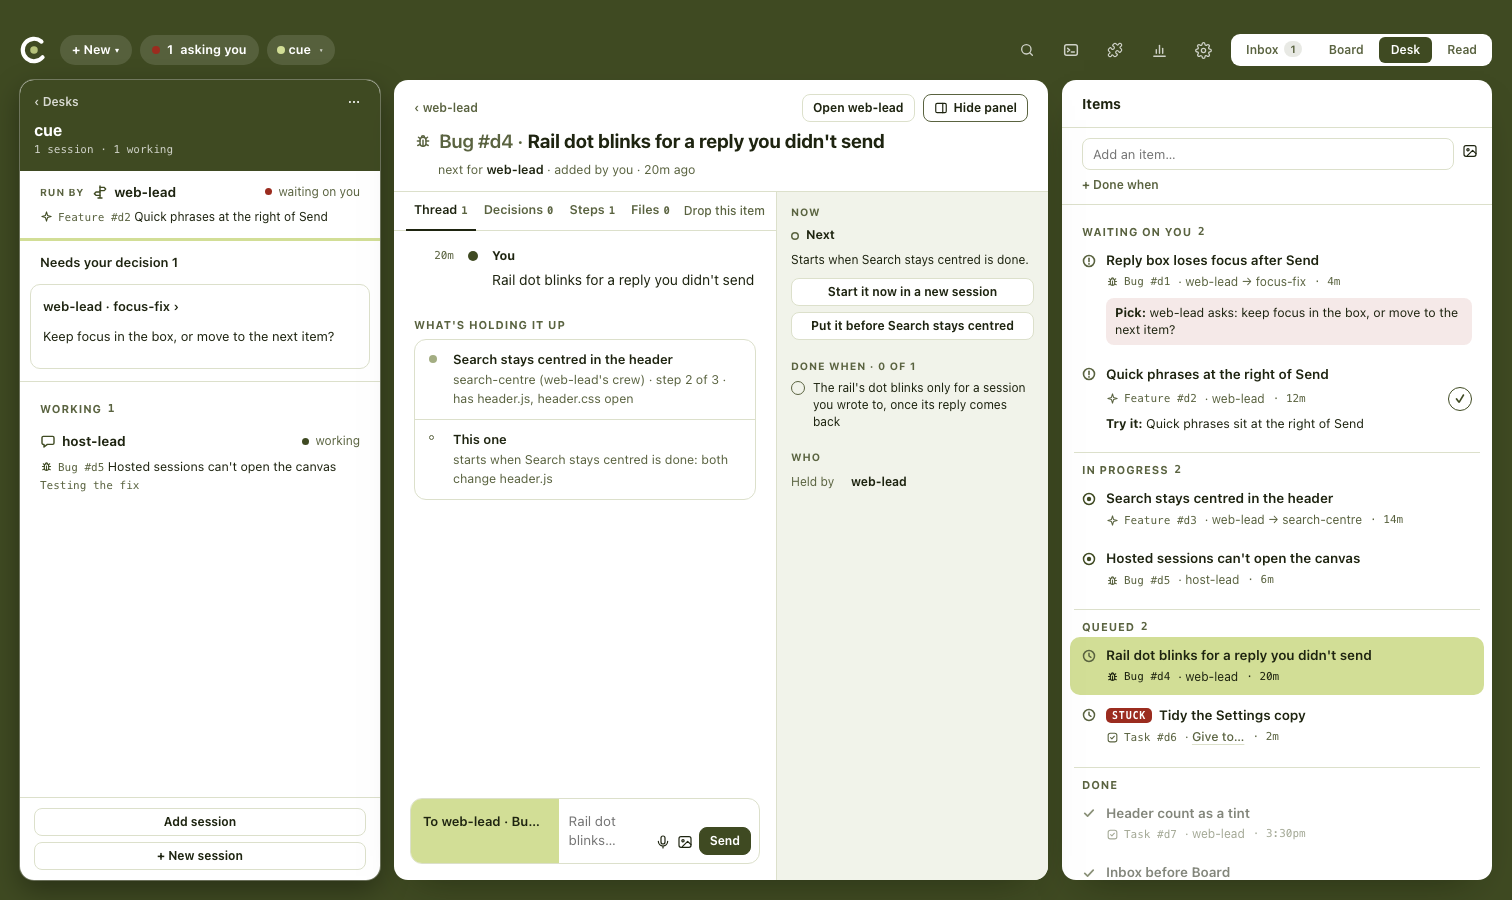 + New ▾
1 asking you
cue ·
Inbox 1
Board
Desk
Read
‹ Desks
...
cue
1 session · 1 working
RUN BY web-lead
waiting on you
Feature #d2 Quick phrases at the right of Send
Needs your decision 1
web-lead · focus-fix ›
Keep focus in the box, or move to the next item?
WORKING 1
host-lead
working
Bug #d5 Hosted sessions can't open the canvas
Testing the fix
Add session
+ New session
‹ web-lead
Open web-lead
Hide panel
Bug #d4 · Rail dot blinks for a reply you didn't send
next for web-lead · added by you · 20m ago
Thread 1
Decisions 0
Steps 1
Files 0
Drop this item
20m
You
Rail dot blinks for a reply you didn't send
WHAT'S HOLDING IT UP
Search stays centred in the header
search-centre (web-lead's crew) · step 2 of 3 ·
has header.js, header.css open
This one
starts when Search stays centred is done: both
change header.js
To web-lead · Bu...
Rail dot
blinks...
Send
NOW
Next
Starts when Search stays centred is done.
Start it now in a new session
Put it before Search stays centred
DONE WHEN · 0 OF 1
The rail's dot blinks only for a session
you wrote to, once its reply comes
back
WHO
Held by web-lead
Items
Add an item...
+ Done when
WAITING ON YOU 2
Reply box loses focus after Send
Bug #d1 · web-lead → focus-fix · 4m
Pick: web-lead asks: keep focus in the box, or move to the
next item?
Quick phrases at the right of Send
Feature #d2 · web-lead · 12m
Try it: Quick phrases sit at the right of Send
IN PROGRESS 2
Search stays centred in the header
Feature #d3 · web-lead → search-centre · 14m
Hosted sessions can't open the canvas
Bug #d5 · host-lead · 6m
QUEUED 2
Rail dot blinks for a reply you didn't send
Bug #d4 · web-lead · 20m
STUCK Tidy the Settings copy
Task #d6 · Give to... · 2m
DONE
Header count as a tint
Task #d7 · web-lead · 3:30pm
Inbox before Board